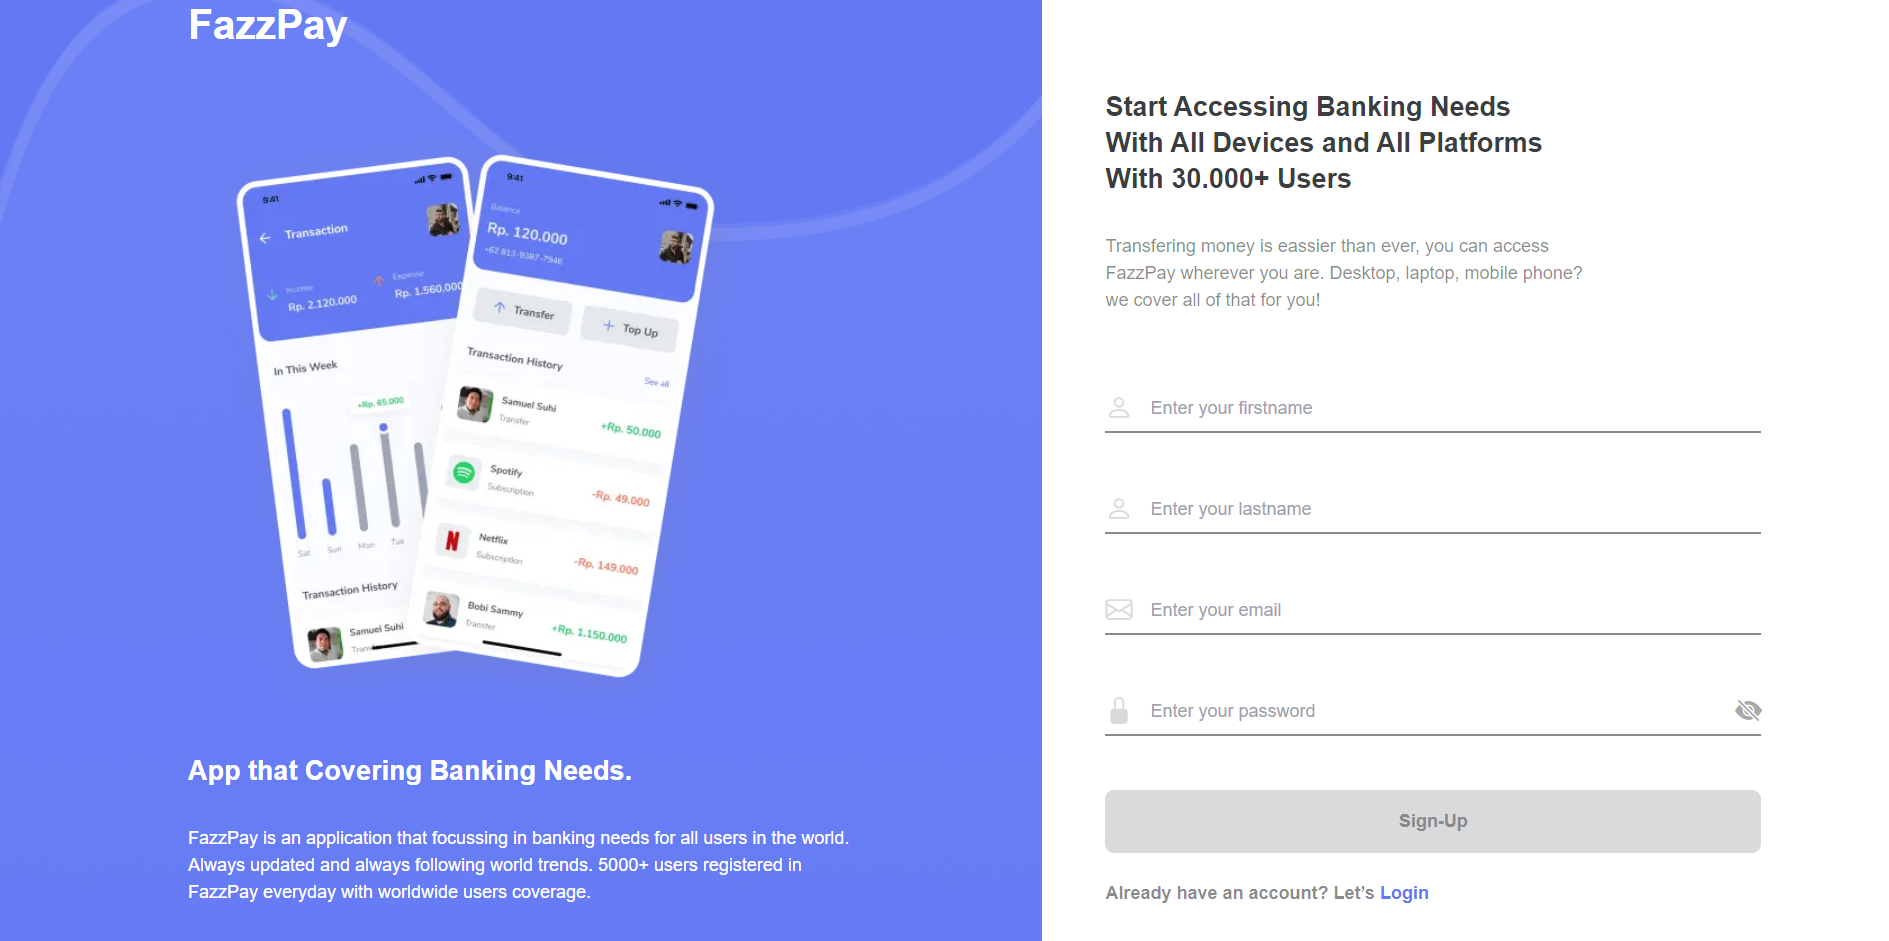 FazzPay
9:41
Transaction
Income
Rp. 2.120.000
Expense
Rp. 1.560.000
In This Week
+Rp. 65.000
Sat
Sun
Mon
Tue
Transaction History
Samuel Suhi
9:41
Balance
Rp. 120.000
+62 813-9387-7946
Transfer
Top Up
Transaction History
See all
Samuel Suhi
Transfer
+Rp. 50.000
Spotify
Subscription
-Rp. 49.000
N
Netflix
Subscription
-Rp. 149.000
Bobi Sammy
Transfer
+Rp. 1.150.000
App that Covering Banking Needs.
FazzPay is an application that focussing in banking needs for all users in the world.
Always updated and always following world trends. 5000+ users registered in
FazzPay everyday with worldwide users coverage.
Start Accessing Banking Needs
With All Devices and All Platforms
With 30.000+ Users
Transfering money is eassier than ever, you can access
FazzPay wherever you are. Desktop, laptop, mobile phone?
we cover all of that for you!
Enter your firstname
Enter your lastname
Enter your email
Enter your password
Sign-Up
Already have an account? Let’s Login